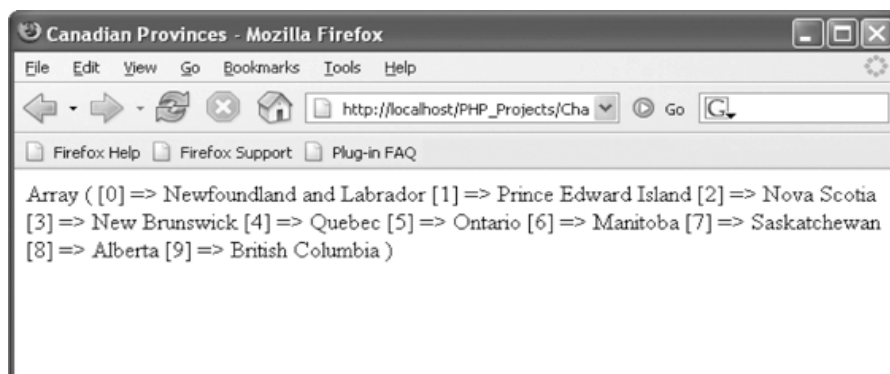 Canadian Provinces - Mozilla Firefox
File Edit View Go Bookmarks Tools Help
http://localhost/PHP_Projects/Cha Go G
Firefox Help Firefox Support Plug-in FAQ
Array ( [0] => Newfoundland and Labrador [1] => Prince Edward Island [2] => Nova Scotia
[3] => New Brunswick [4] => Quebec [5] => Ontario [6] => Manitoba [7] => Saskatchewan
[8] => Alberta [9] => British Columbia )